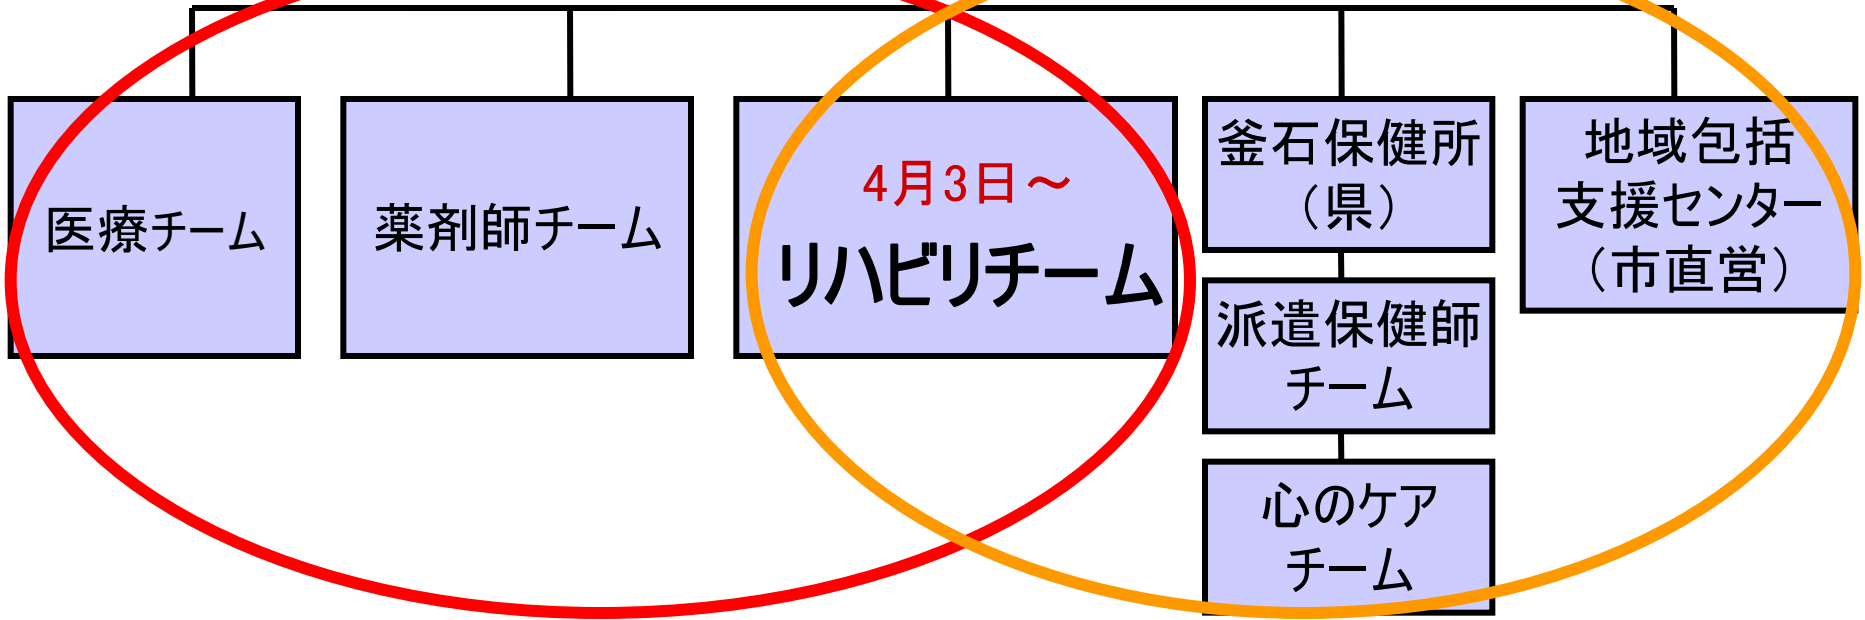 医療チーム
薬剤師チーム
4月3日～
リハビリチーム
釜石保健所
（県）
派遣保健師
チーム
心のケア
チーム
地域包括
支援センター
（市直営）